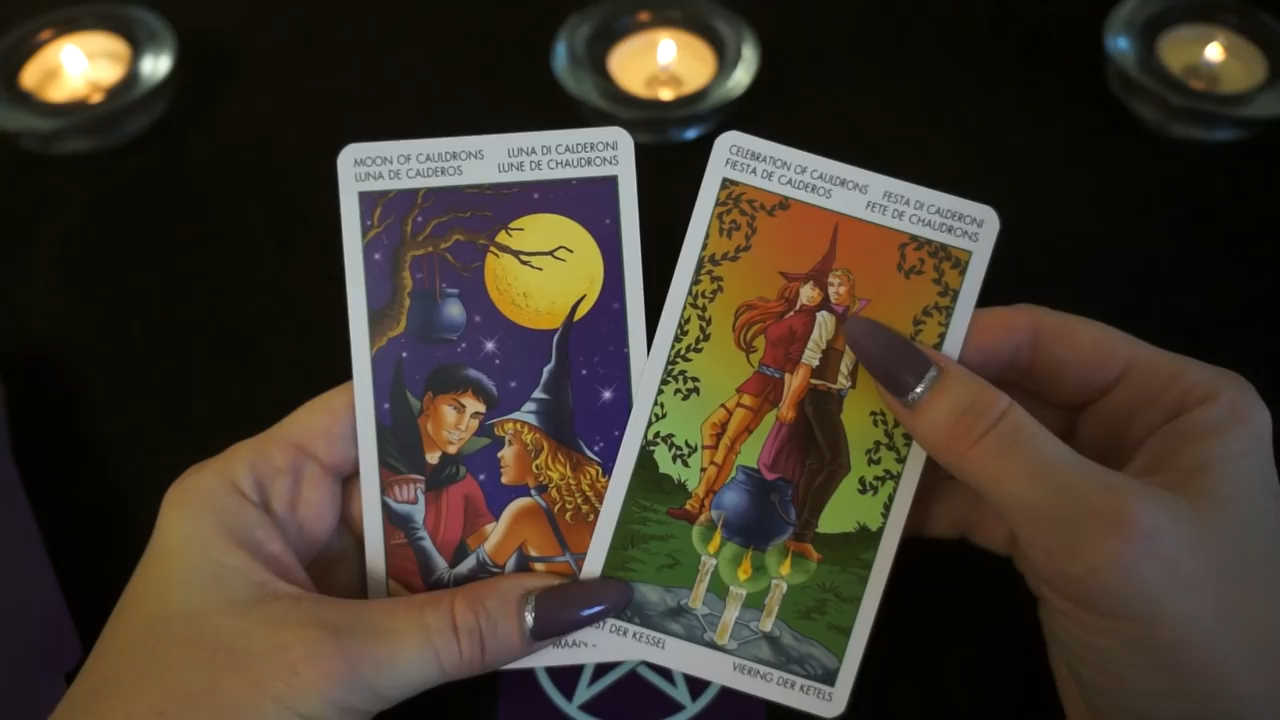 MOON OF CAULDRONS
LUNA DE CALDEROS
LUNA DI CALDERONI
LUNE DE CHAUDRONS
CELEBRATION OF CAULDRONS
FIESTA DE CALDEROS
FESTA DI CALDERONI
FETE DE CHAUDRONS
DER KESSEL
VIERING DER KETELS
MAAN